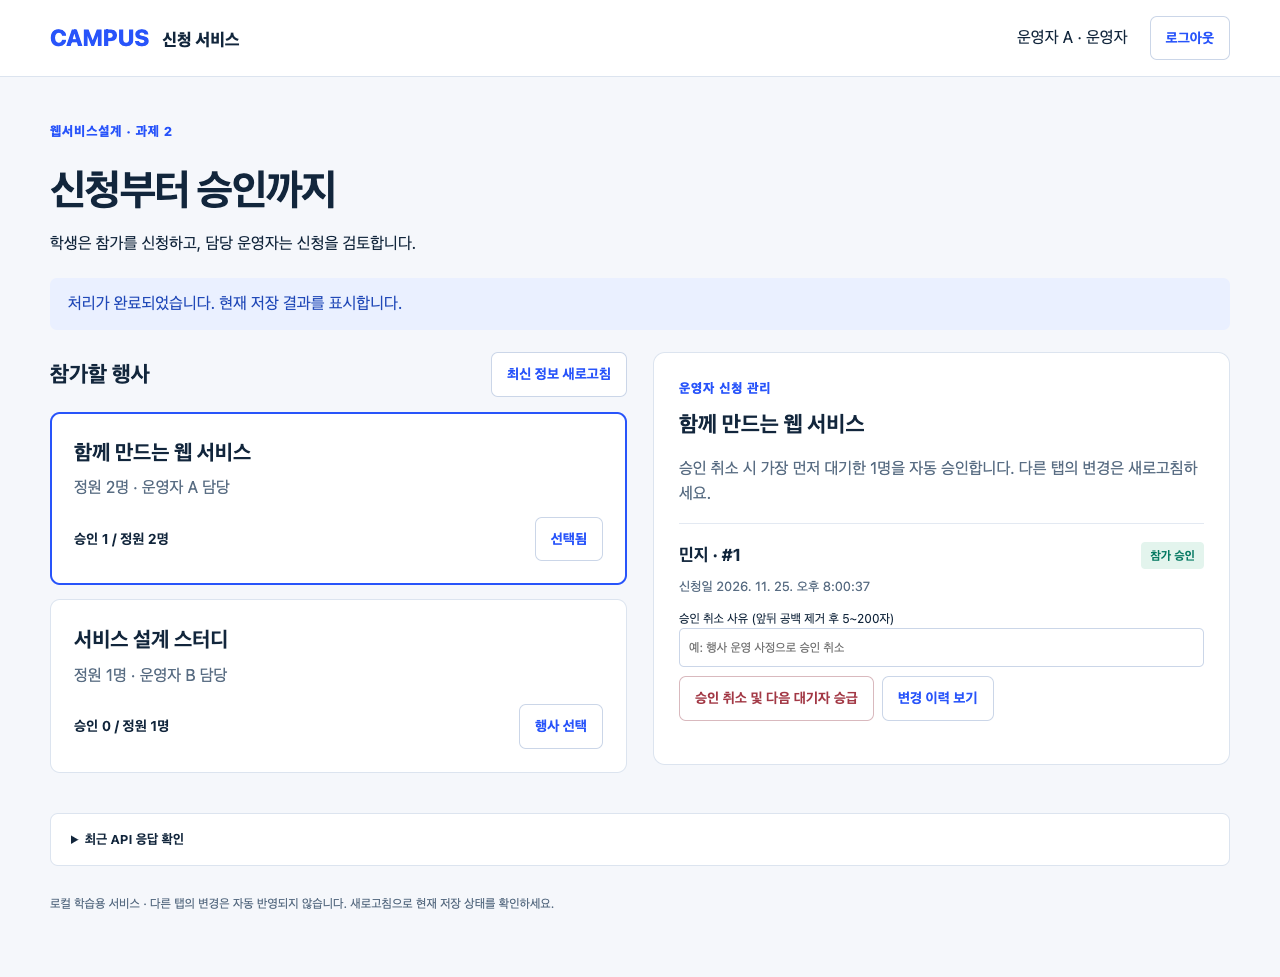 CAMPUS 신청 서비스
운영자 A · 운영자
로그아웃
웹서비스설계 · 과제 2
신청부터 승인까지
학생은 참가를 신청하고, 담당 운영자는 신청을 검토합니다.
처리가 완료되었습니다. 현재 저장 결과를 표시합니다.
참가할 행사
최신 정보 새로고침
함께 만드는 웹 서비스
정원 2명 · 운영자 A 담당
승인 1 / 정원 2명
선택됨
서비스 설계 스터디
정원 1명 · 운영자 B 담당
승인 0 / 정원 1명
행사 선택
운영자 신청 관리
함께 만드는 웹 서비스
승인 취소 시 가장 먼저 대기한 1명을 자동 승인합니다. 다른 탭의 변경은 새로고침하
세요.
민지 · #1
참가 승인
신청일 2026. 11. 25. 오후 8:00:37
승인 취소 사유 (앞뒤 공백 제거 후 5~200자)
예: 행사 운영 사정으로 승인 취소
승인 취소 및 다음 대기자 승급
변경 이력 보기
최근 API 응답 확인
로컬 학습용 서비스 · 다른 탭의 변경은 자동 반영되지 않습니다. 새로고침으로 현재 저장 상태를 확인하세요.